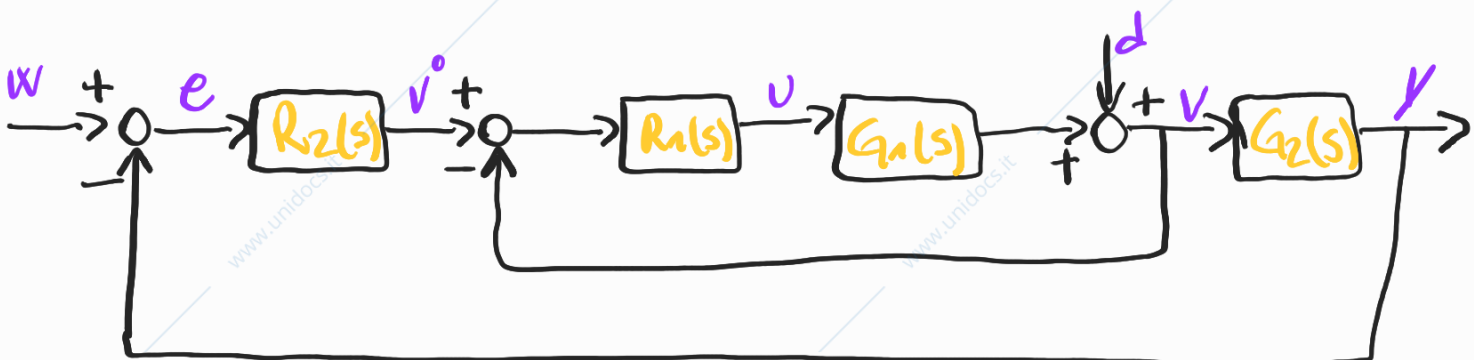 d
w + e R2(s) v° + R1(s) u G1(s) + v G2(s) y
− − +
www.unidocs.it www.unidocs.it